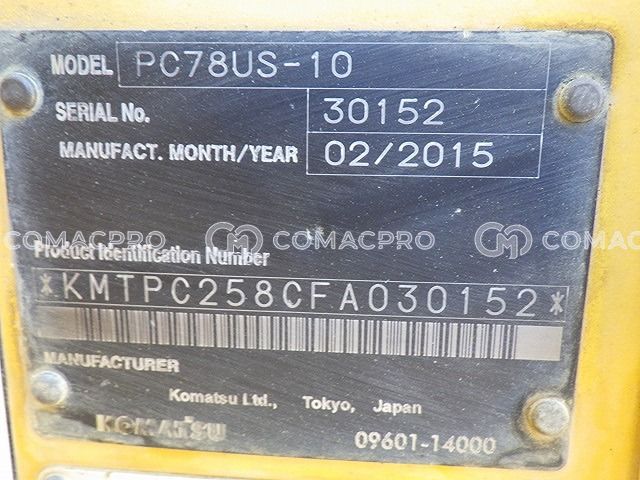 MODEL PC78US-10
SERIAL No. 30152
MANUFACT. MONTH/YEAR 02/2015
COMACPRO COMACPRO COMACPRO
Product Identification Number
*KMTPC258CFA030152*
MANUFACTURER
Komatsu Ltd., Tokyo, Japan
KOMATSU 09601-14000